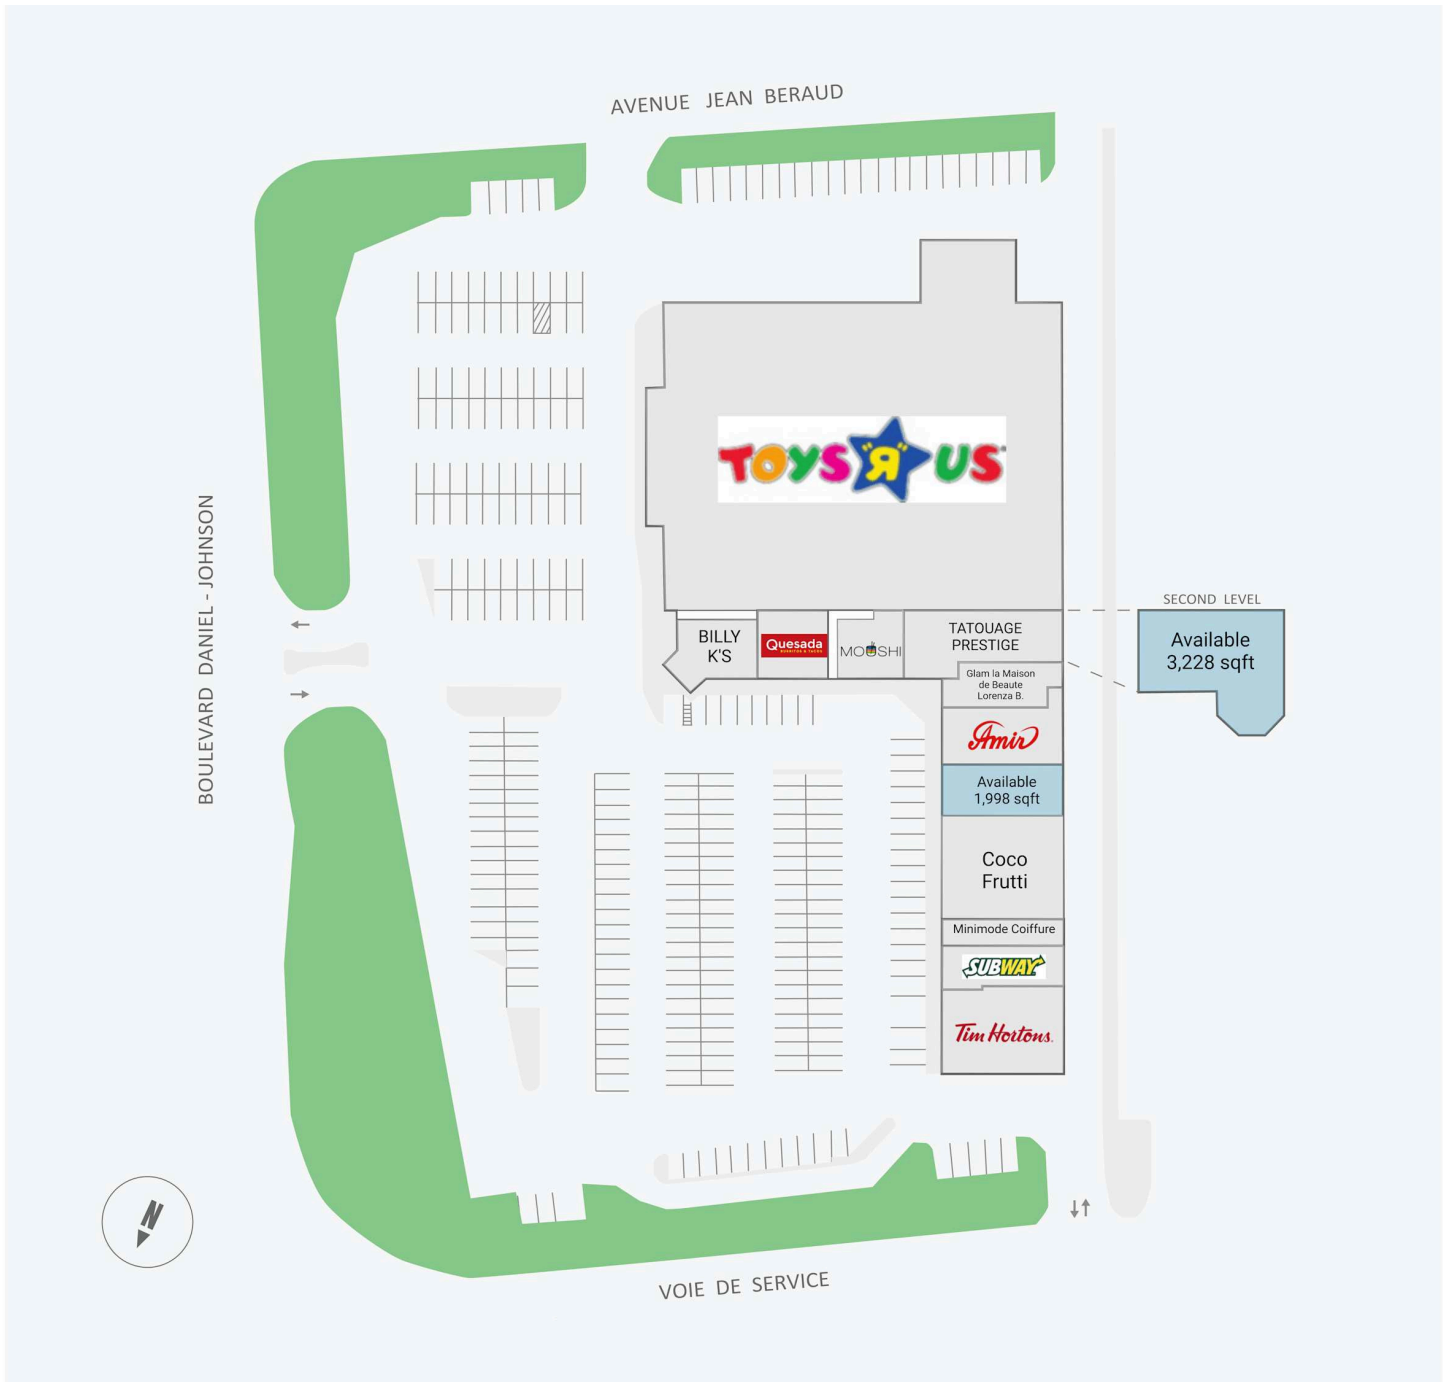 AVENUE JEAN BERAUD
BOULEVARD DANIEL - JOHNSON
TOYS "R" US
BILLY
K'S
Quesada
BURRITOS & TACOS
MOUSHI
TATOUAGE
PRESTIGE
Glam la Maison
de Beaute
Lorenza B.
SECOND LEVEL
Available
3,228 sqft
Amir
Available
1,998 sqft
Coco
Frutti
Minimode Coiffure
SUBWAY
Tim Hortons.
N
VOIE DE SERVICE